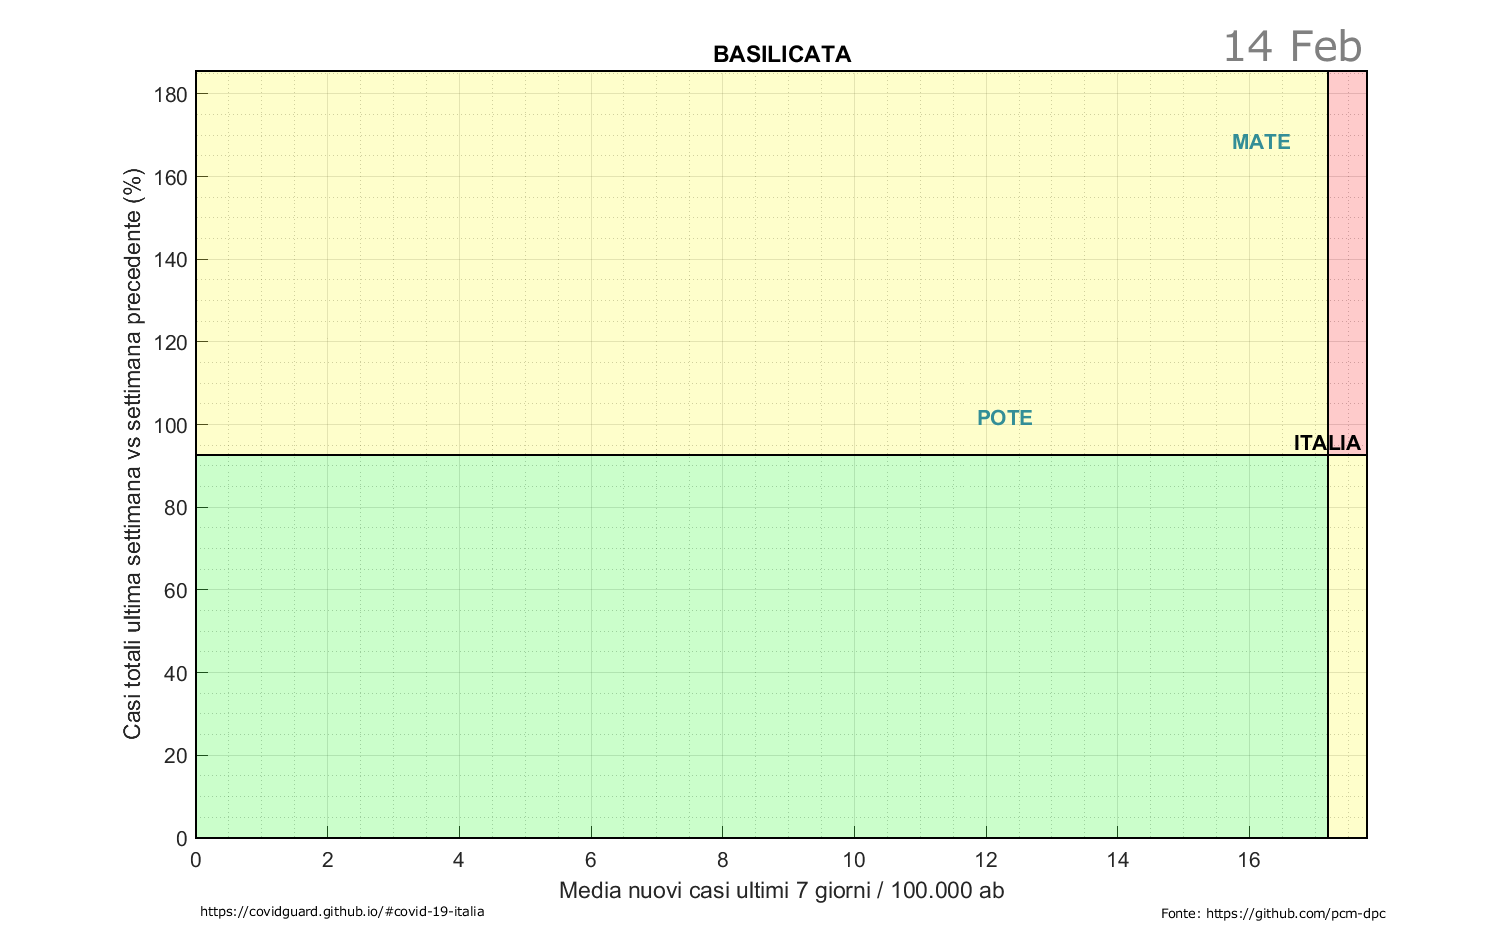 14 Feb
BASILICATA
Casi totali ultima settimana vs settimana precedente (%)
180
160
140
120
100
80
60
40
20
0
MATE
POTE
ITALIA
0 2 4 6 8 10 12 14 16
Media nuovi casi ultimi 7 giorni / 100.000 ab
https://covidguard.github.io/#covid-19-italia
Fonte: https://github.com/pcm-dpc